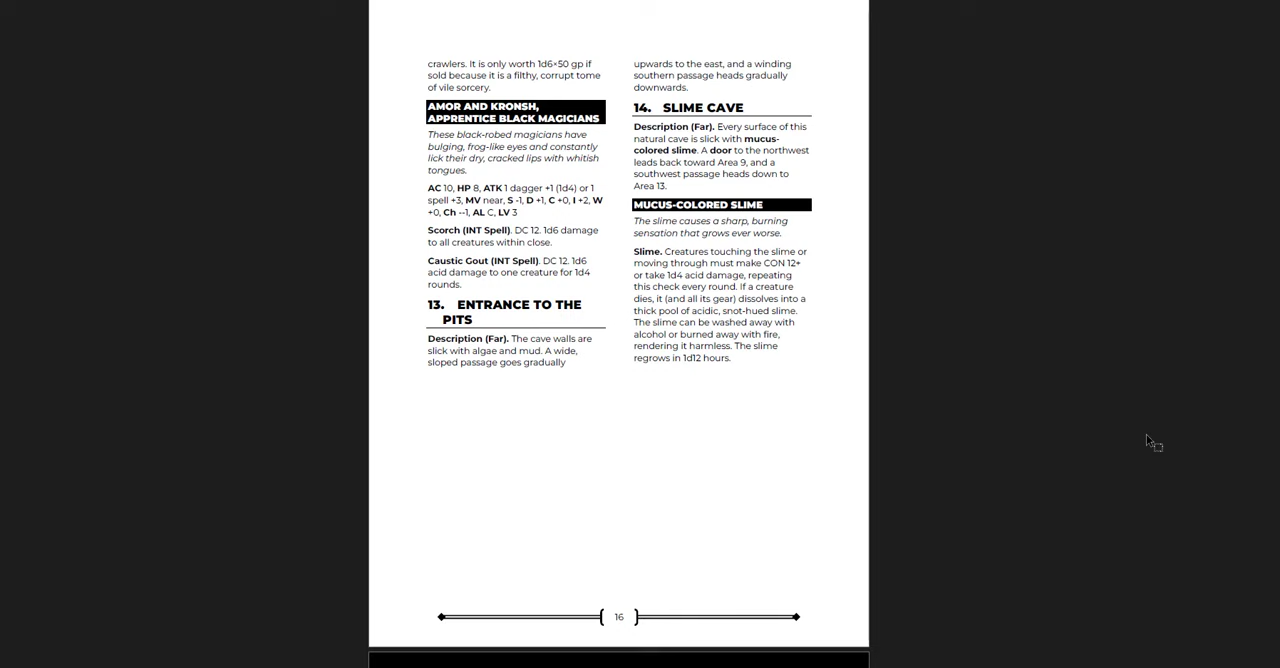 crawlers. It is only worth 1d6×50 gp if
sold because it is a filthy, corrupt tome
of vile sorcery.
AMOR AND KRONSH,
APPRENTICE BLACK MAGICIANS
These black-robed magicians have
bulging, frog-like eyes and constantly
lick their dry, cracked lips with whitish
tongues.
AC 10, HP 8, ATK 1 dagger +1 (1d4) or 1
spell +3, MV near, S -1, D +1, C +0, I +2, W
+0, Ch --1, AL C, LV 3
Scorch (INT Spell). DC 12. 1d6 damage
to all creatures within close.
Caustic Gout (INT Spell). DC 12. 1d6
acid damage to one creature for 1d4
rounds.
13. ENTRANCE TO THE
PITS
Description (Far). The cave walls are
slick with algae and mud. A wide,
sloped passage goes gradually
upwards to the east, and a winding
southern passage heads gradually
downwards.
14. SLIME CAVE
Description (Far). Every surface of this
natural cave is slick with mucus-
colored slime. A door to the northwest
leads back toward Area 9, and a
southwest passage heads down to
Area 13.
MUCUS-COLORED SLIME
The slime causes a sharp, burning
sensation that grows ever worse.
Slime. Creatures touching the slime or
moving through must make CON 12+
or take 1d4 acid damage, repeating
this check every round. If a creature
dies, it (and all its gear) dissolves into a
thick pool of acidic, snot-hued slime.
The slime can be washed away with
alcohol or burned away with fire,
rendering it harmless. The slime
regrows in 1d12 hours.
16